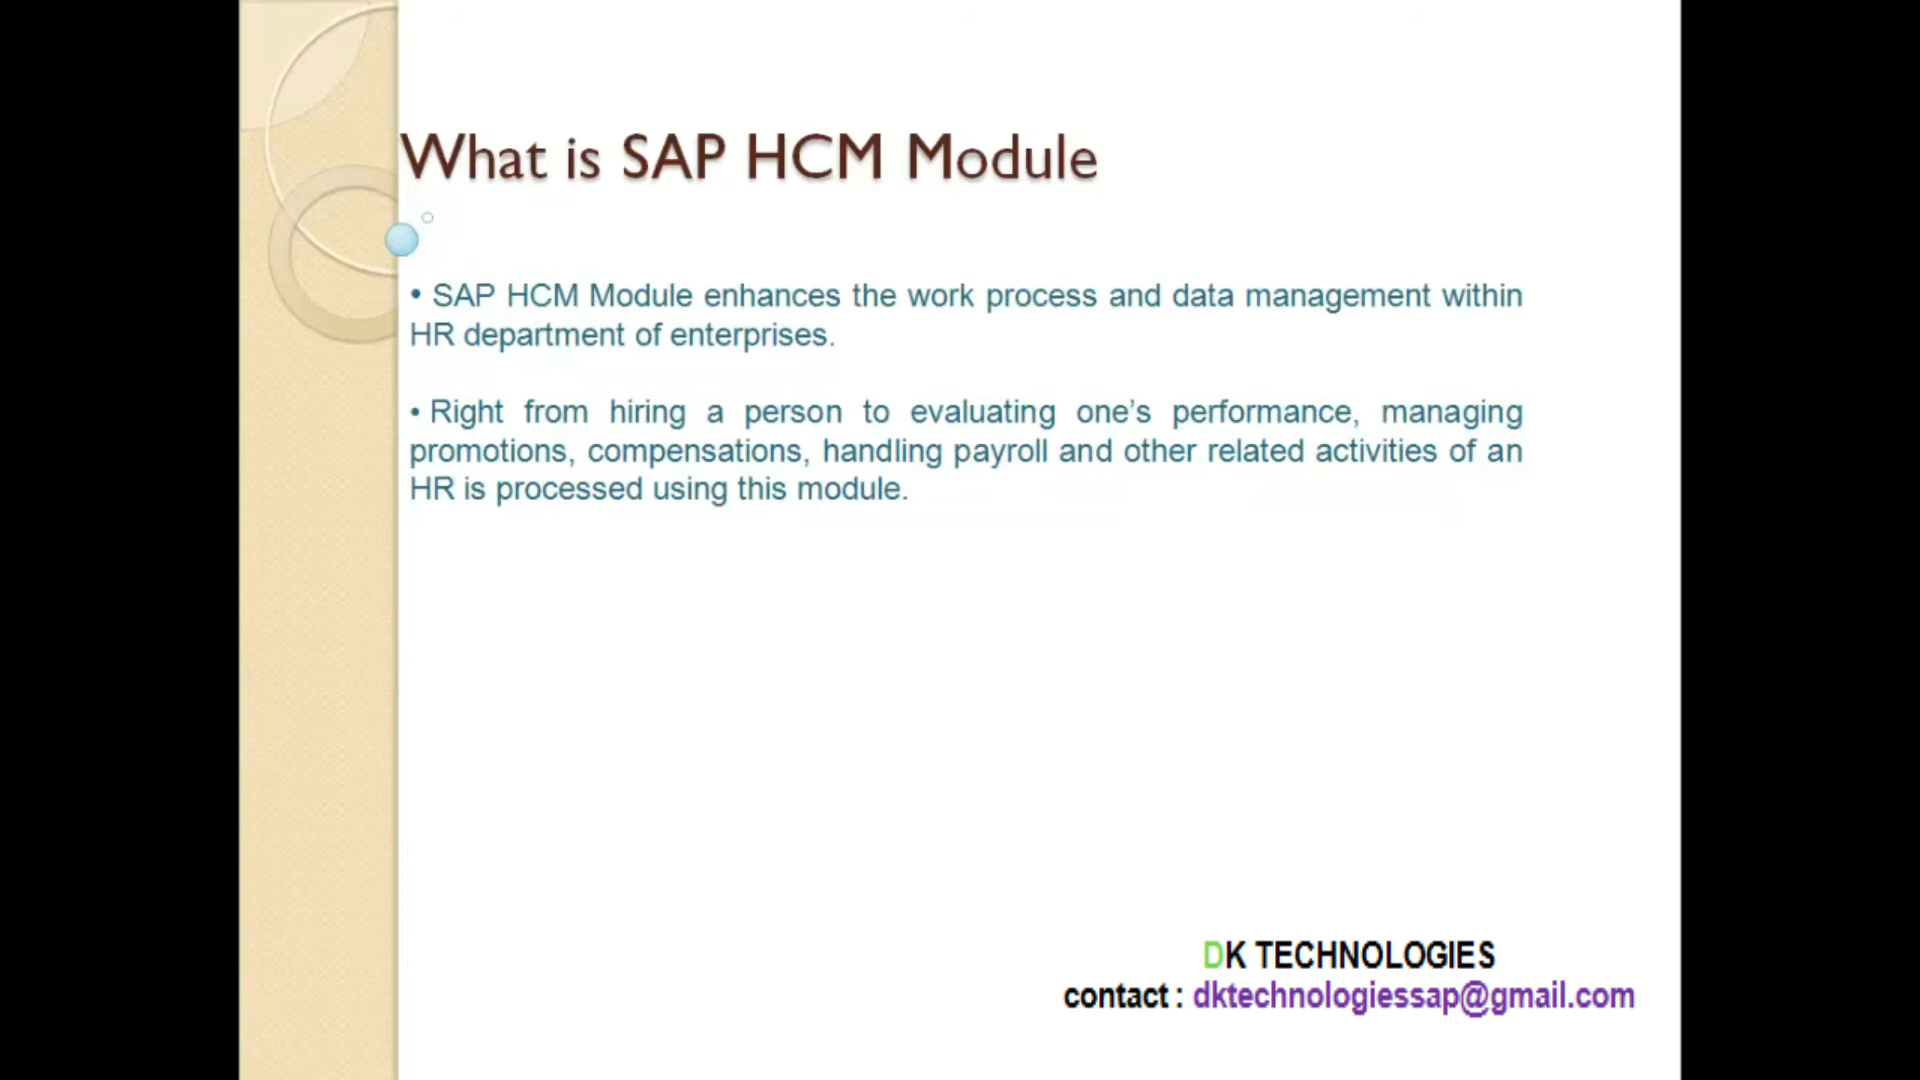 What is SAP HCM Module
• SAP HCM Module enhances the work process and data management within
HR department of enterprises.
• Right from hiring a person to evaluating one's performance, managing
promotions, compensations, handling payroll and other related activities of an
HR is processed using this module.
DK TECHNOLOGIES
contact : dktechnologiessap@gmail.com